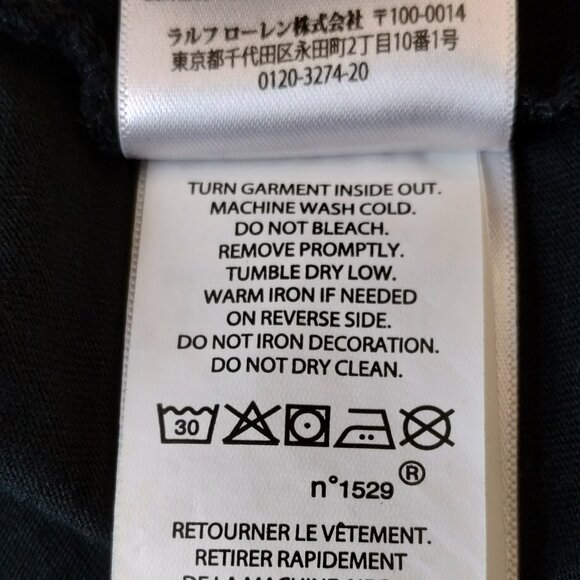 ラルフ ローレン株式会社 〒100-0014
東京都千代田区永田町2丁目10番1号
0120-3274-20
TURN GARMENT INSIDE OUT.
MACHINE WASH COLD.
DO NOT BLEACH.
REMOVE PROMPTLY.
TUMBLE DRY LOW.
WARM IRON IF NEEDED
ON REVERSE SIDE.
DO NOT IRON DECORATION.
DO NOT DRY CLEAN.
30
n°1529 ®
RETOURNER LE VÊTEMENT.
RETIRER RAPIDEMENT
DE LA MACHINE